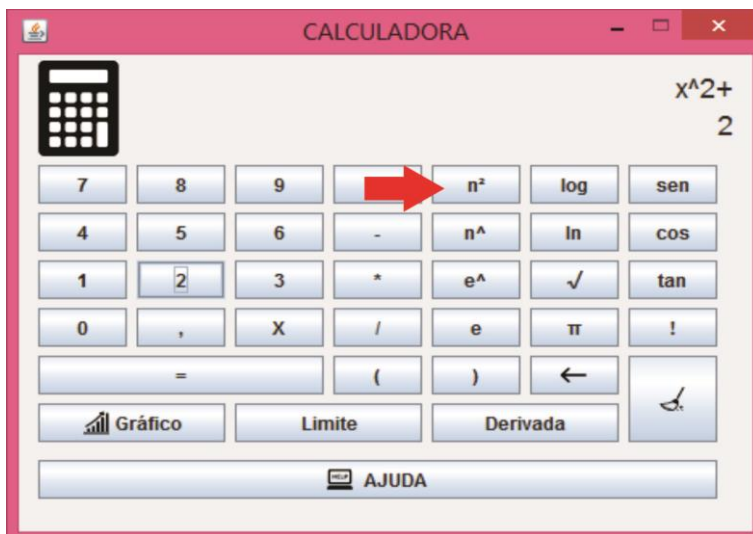 CALCULADORA
x^2+
2
7 8 9 n² log sen
4 5 6 - n^ ln cos
1 2 3 * e^ √ tan
0 , X / e π !
= ( ) ←
Gráfico Limite Derivada
HELP AJUDA